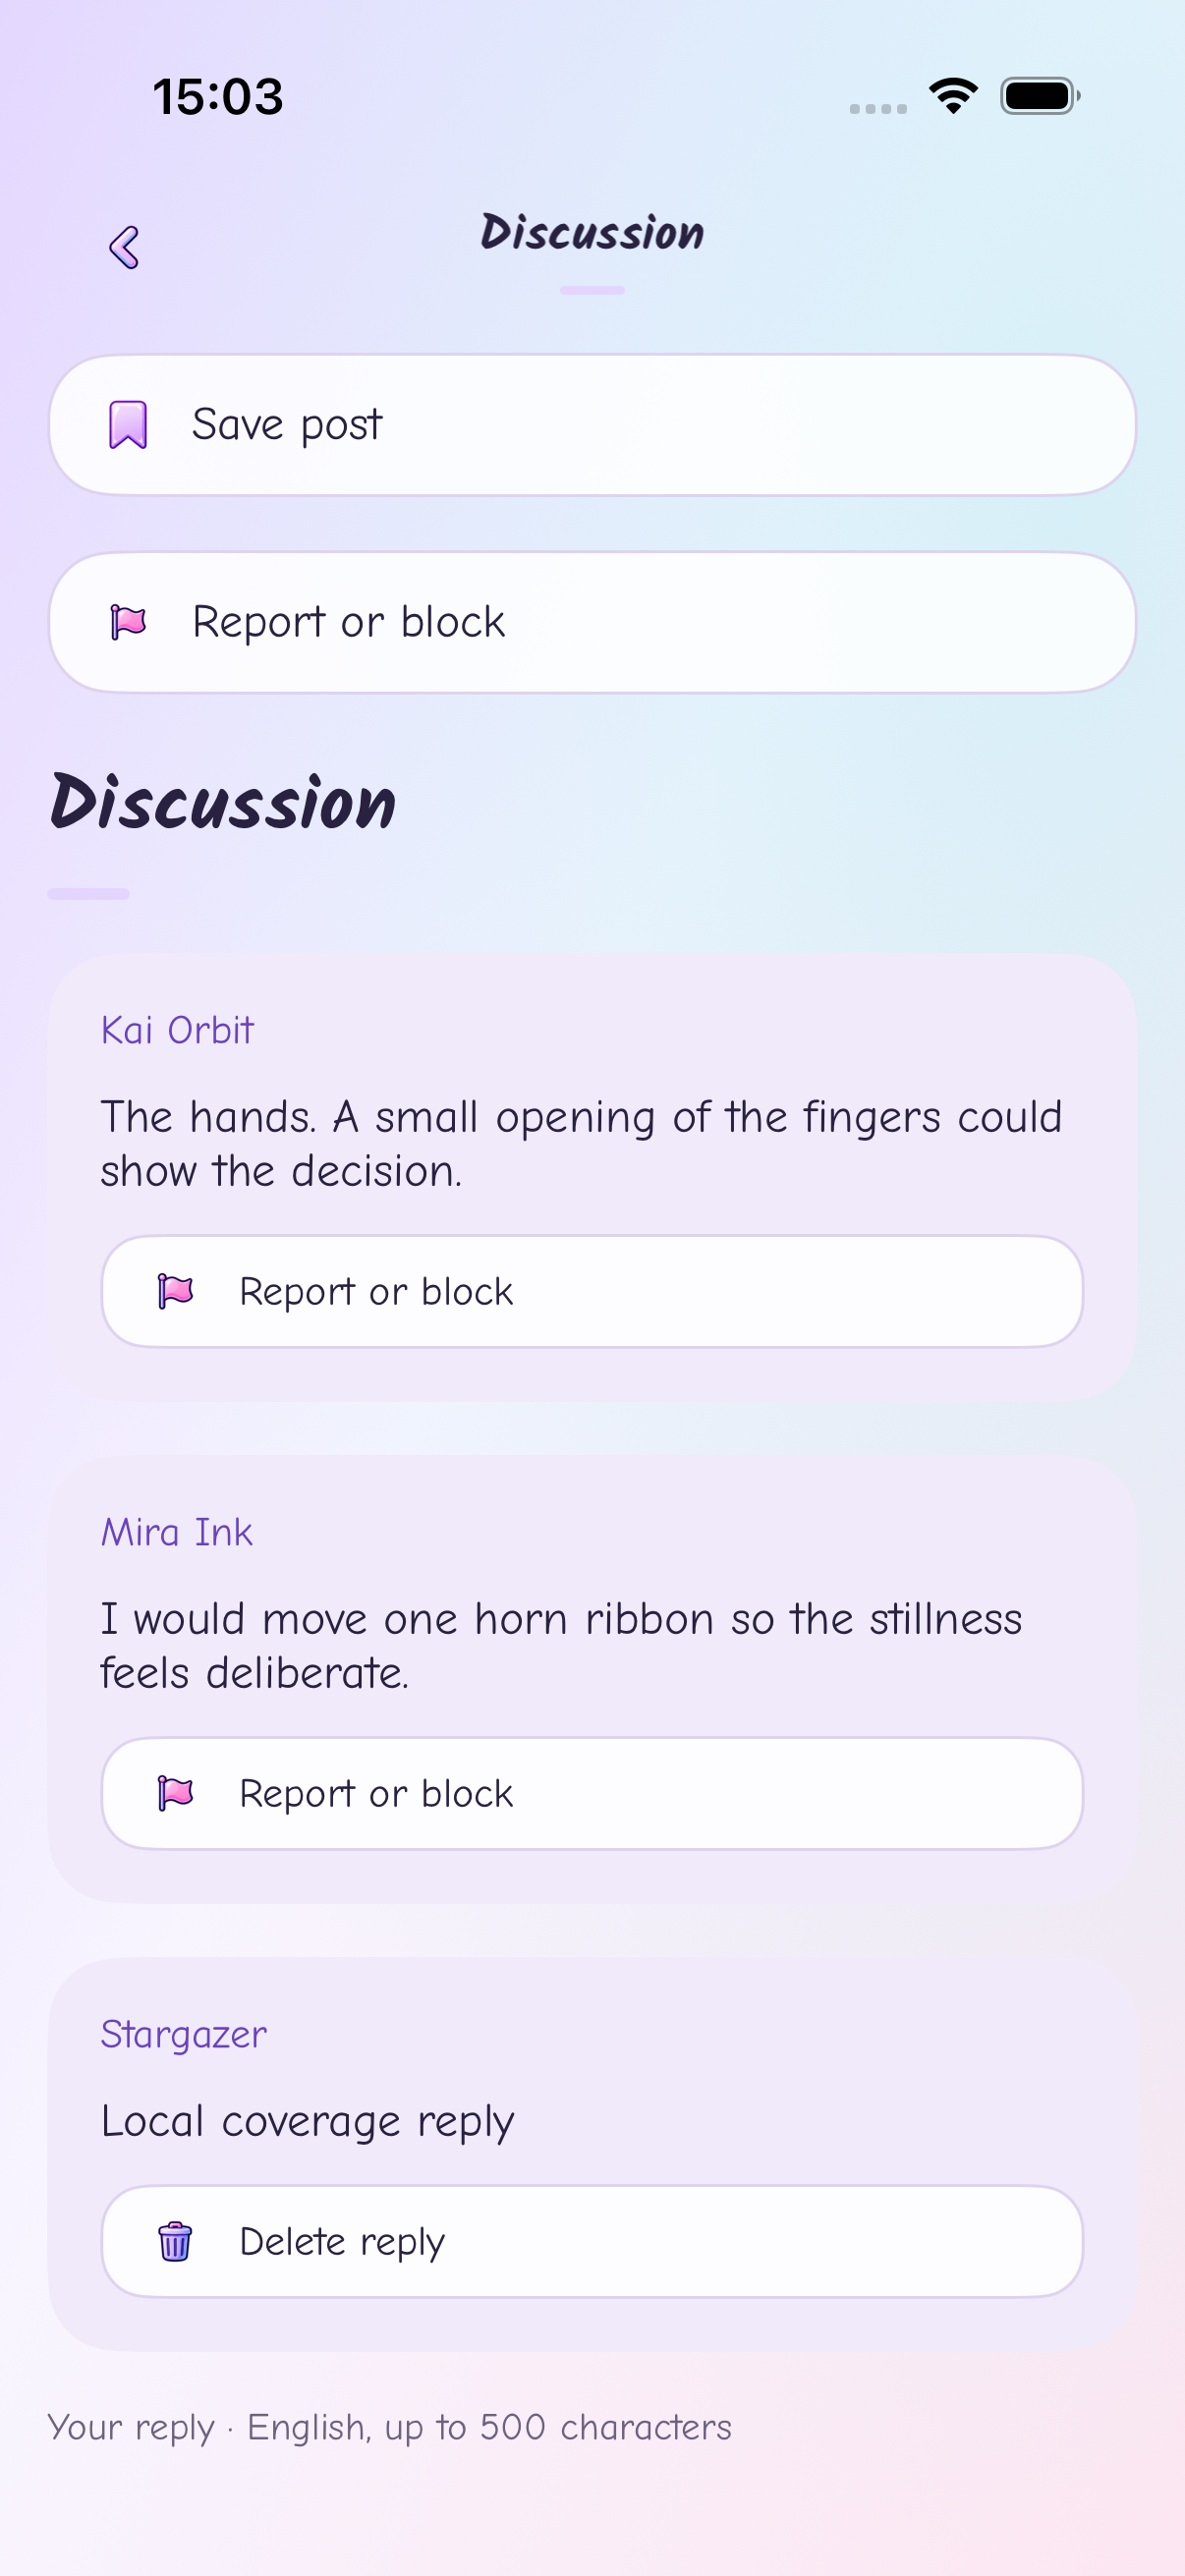 15:03
Discussion
Save post
Report or block
Discussion
Kai Orbit
The hands. A small opening of the fingers could
show the decision.
Report or block
Mira Ink
I would move one horn ribbon so the stillness
feels deliberate.
Report or block
Stargazer
Local coverage reply
Delete reply
Your reply · English, up to 500 characters